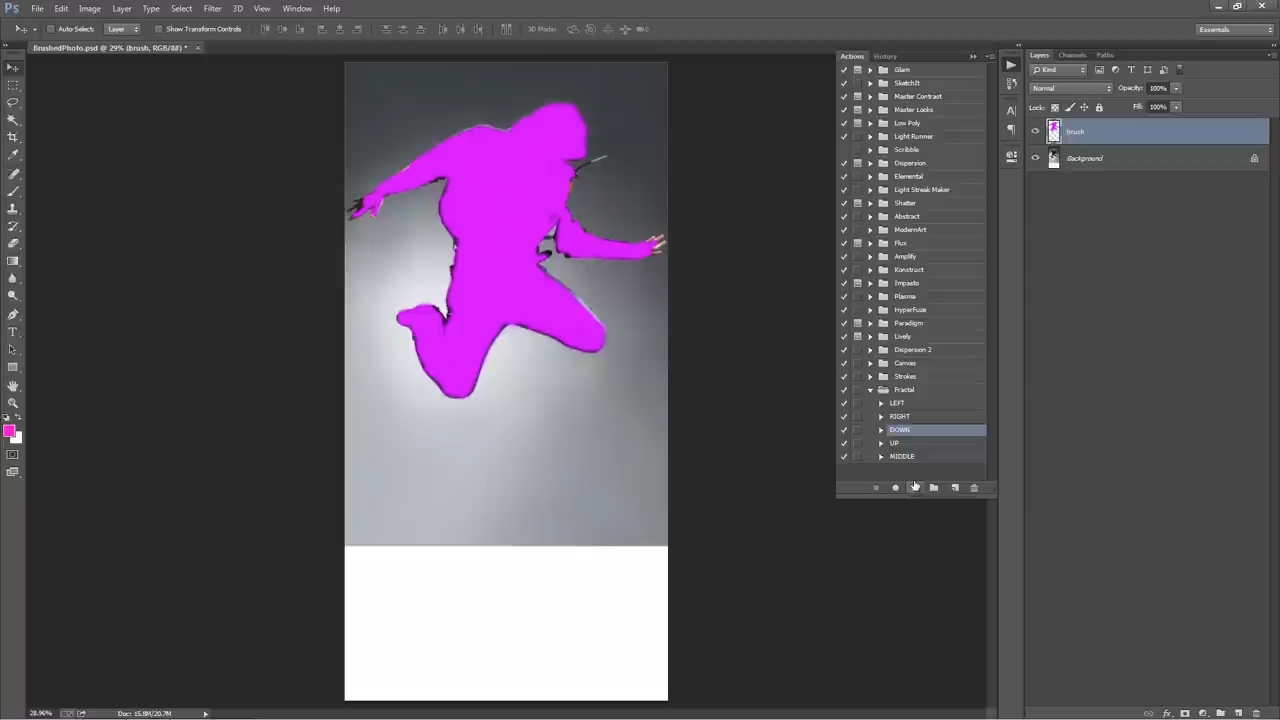 Ps File Edit Image Layer Type Select Filter 3D View Window Help
Auto-Select: Layer Show Transform Controls 3D Mode: Essentials
BrushedPhoto.psd @ 29% (brush, RGB/8#) * ×
Actions History
Glam
SketchIt
Master Contrast
Master Looks
Low Poly
Light Runner
Scribble
Dispersion
Elemental
Light Streak Maker
Shatter
Abstract
ModernArt
Flux
Amplify
Konstruct
Impasto
Plasma
HyperFuze
Paradigm
Lively
Dispersion 2
Canvas
Strokes
Fractal
LEFT
RIGHT
DOWN
UP
MIDDLE
Layers Channels Paths
Kind
Normal Opacity: 100%
Lock: Fill: 100%
brush
Background
28.96% Doc: 15.8M/20.7M